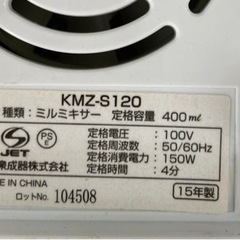 KMZ-S120
種類：ミルミキサー 定格容量 400ml
定格電圧：100V
定格周波数：50/60Hz
定格消費電力：150W
定格時間：4分
PSE
JET
集成器株式会社
IN CHINA
ロットNo. 104508
15年製